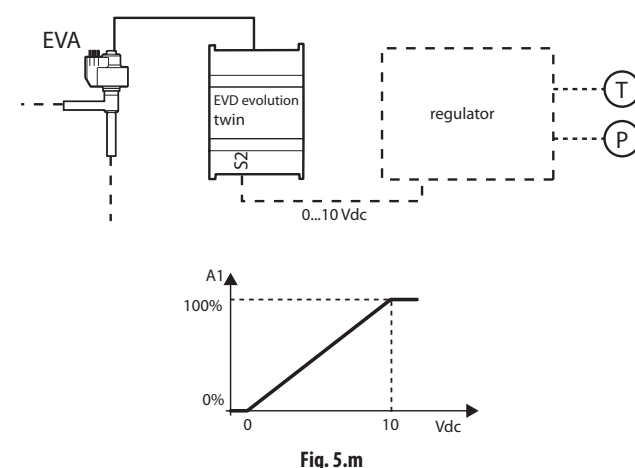 EVA
EVD evolution
twin
S2
regulator
T
P
0...10 Vdc
A1
100%
0%
0
10
Vdc
Fig. 5.m